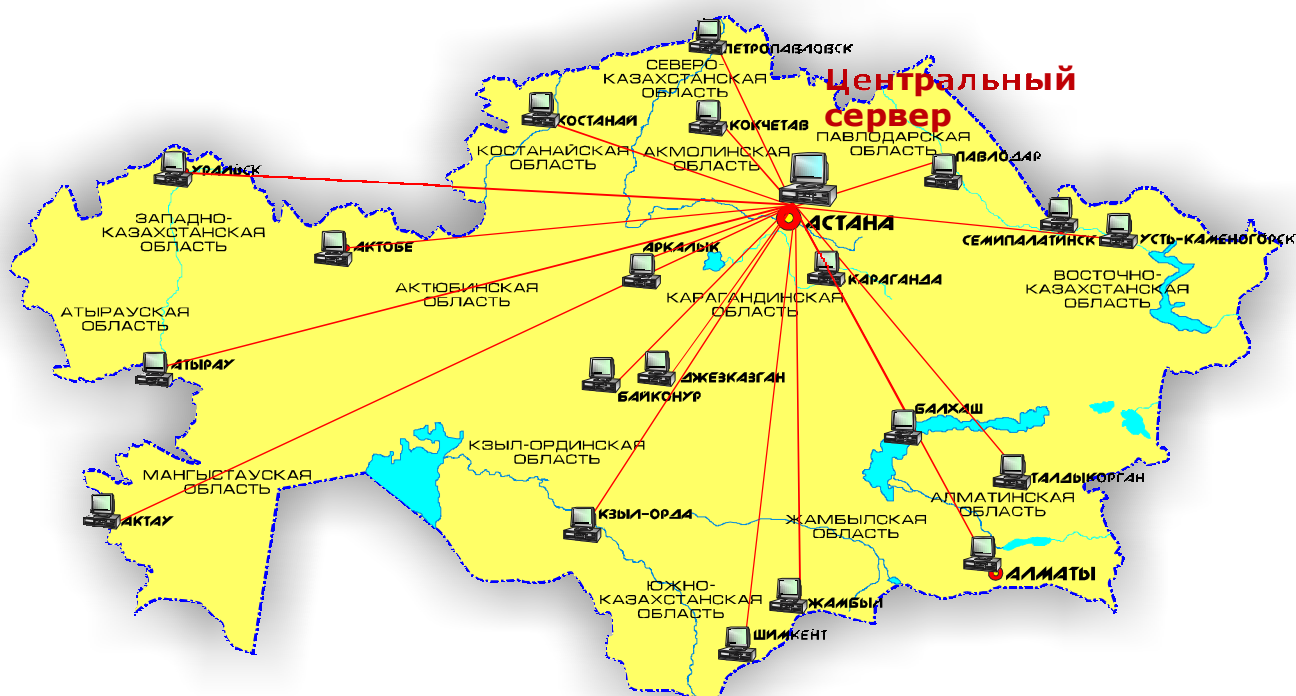 ПЕТРОПАВЛОВСК
СЕВЕРО-
КАЗАХСТАНСКАЯ
ОБЛАСТЬ
Центральный
сервер
КОСТАНАЙ
КОКЧЕТАВ
ПАВЛОДАРСКАЯ
ОБЛАСТЬ
КОСТАНАЙСКАЯ
ОБЛАСТЬ
АКМОЛИНСКАЯ
ОБЛАСТЬ
ПАВЛОДАР
УРАЛЬСК
ЗАПАДНО-
КАЗАХСТАНСКАЯ
ОБЛАСТЬ
АСТАНА
АКТОБЕ
АРКАЛЫК
СЕМИПАЛАТИНСК
УСТЬ-КАМЕНОГОРСК
КАРАГАНДА
ВОСТОЧНО-
КАЗАХСТАНСКАЯ
ОБЛАСТЬ
АКТЮБИНСКАЯ
ОБЛАСТЬ
КАРАГАНДИНСКАЯ
ОБЛАСТЬ
АТЫРАУСКАЯ
ОБЛАСТЬ
АТЫРАУ
ДЖЕЗКАЗГАН
БАЙКОНУР
БАЛХАШ
КЗЫЛ-ОРДИНСКАЯ
ОБЛАСТЬ
МАНГЫСТАУСКАЯ
ОБЛАСТЬ
ТАЛДЫКОРГАН
АЛМАТИНСКАЯ
ОБЛАСТЬ
АКТАУ
КЗЫЛ-ОРДА
ЖАМБЫЛСКАЯ
ОБЛАСТЬ
АЛМАТЫ
ЮЖНО-
КАЗАХСТАНСКАЯ
ОБЛАСТЬ
ЖАМБЫЛ
ШИМКЕНТ